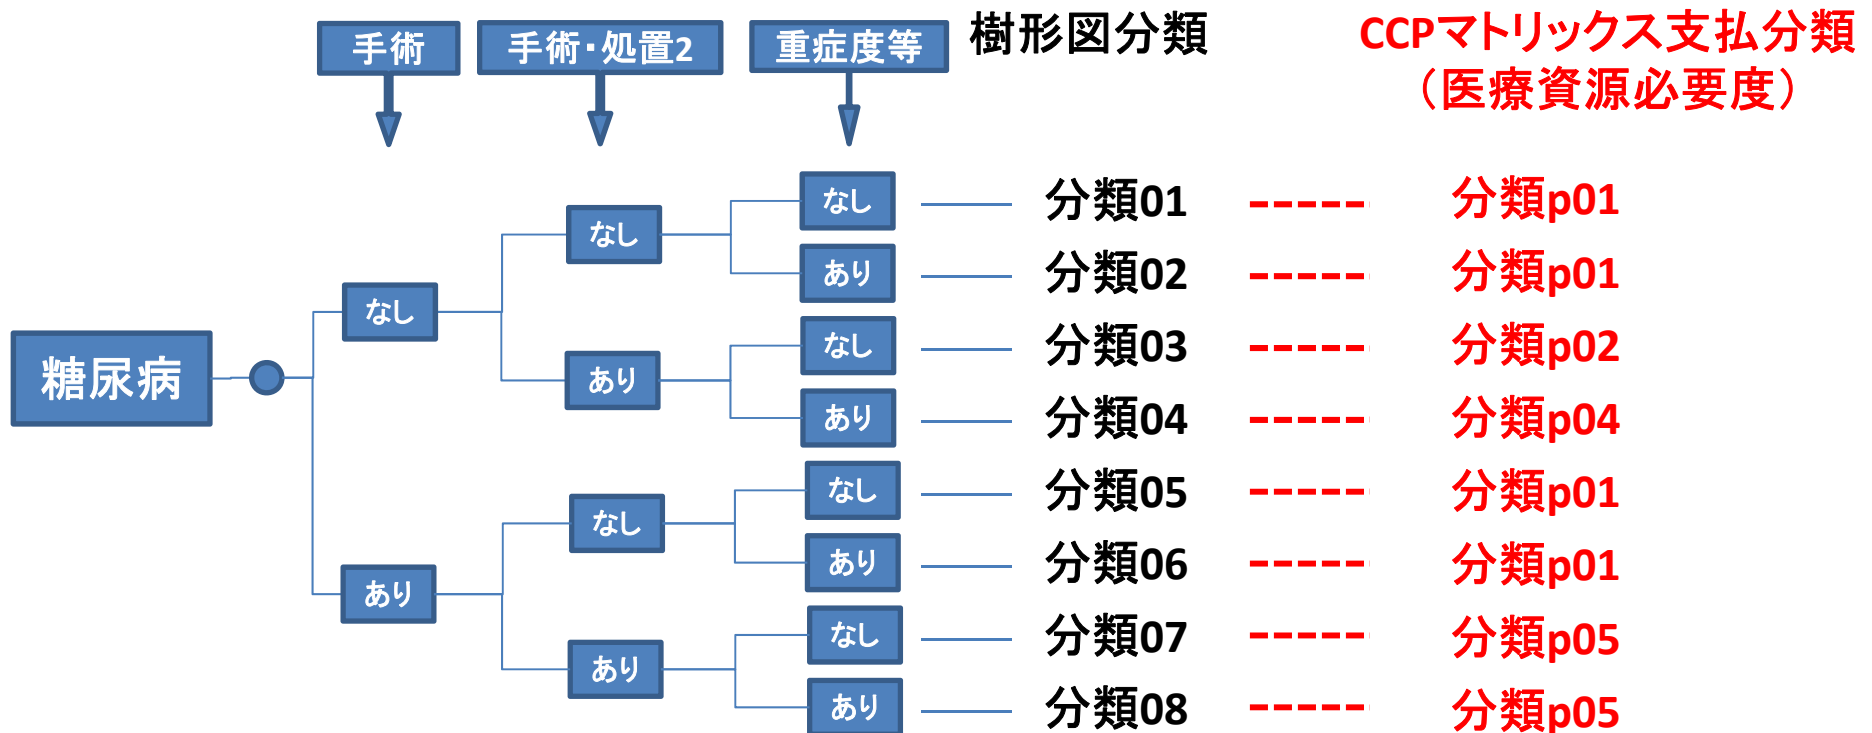 手術
手術・処置2
重症度等
樹形図分類
CCPマトリックス支払分類
（医療資源必要度）
なし 分類01 分類p01
なし
あり 分類02 分類p01
なし
なし 分類03 分類p02
糖尿病
あり
あり 分類04 分類p04
なし 分類05 分類p01
なし
あり 分類06 分類p01
あり
なし 分類07 分類p05
あり
あり 分類08 分類p05